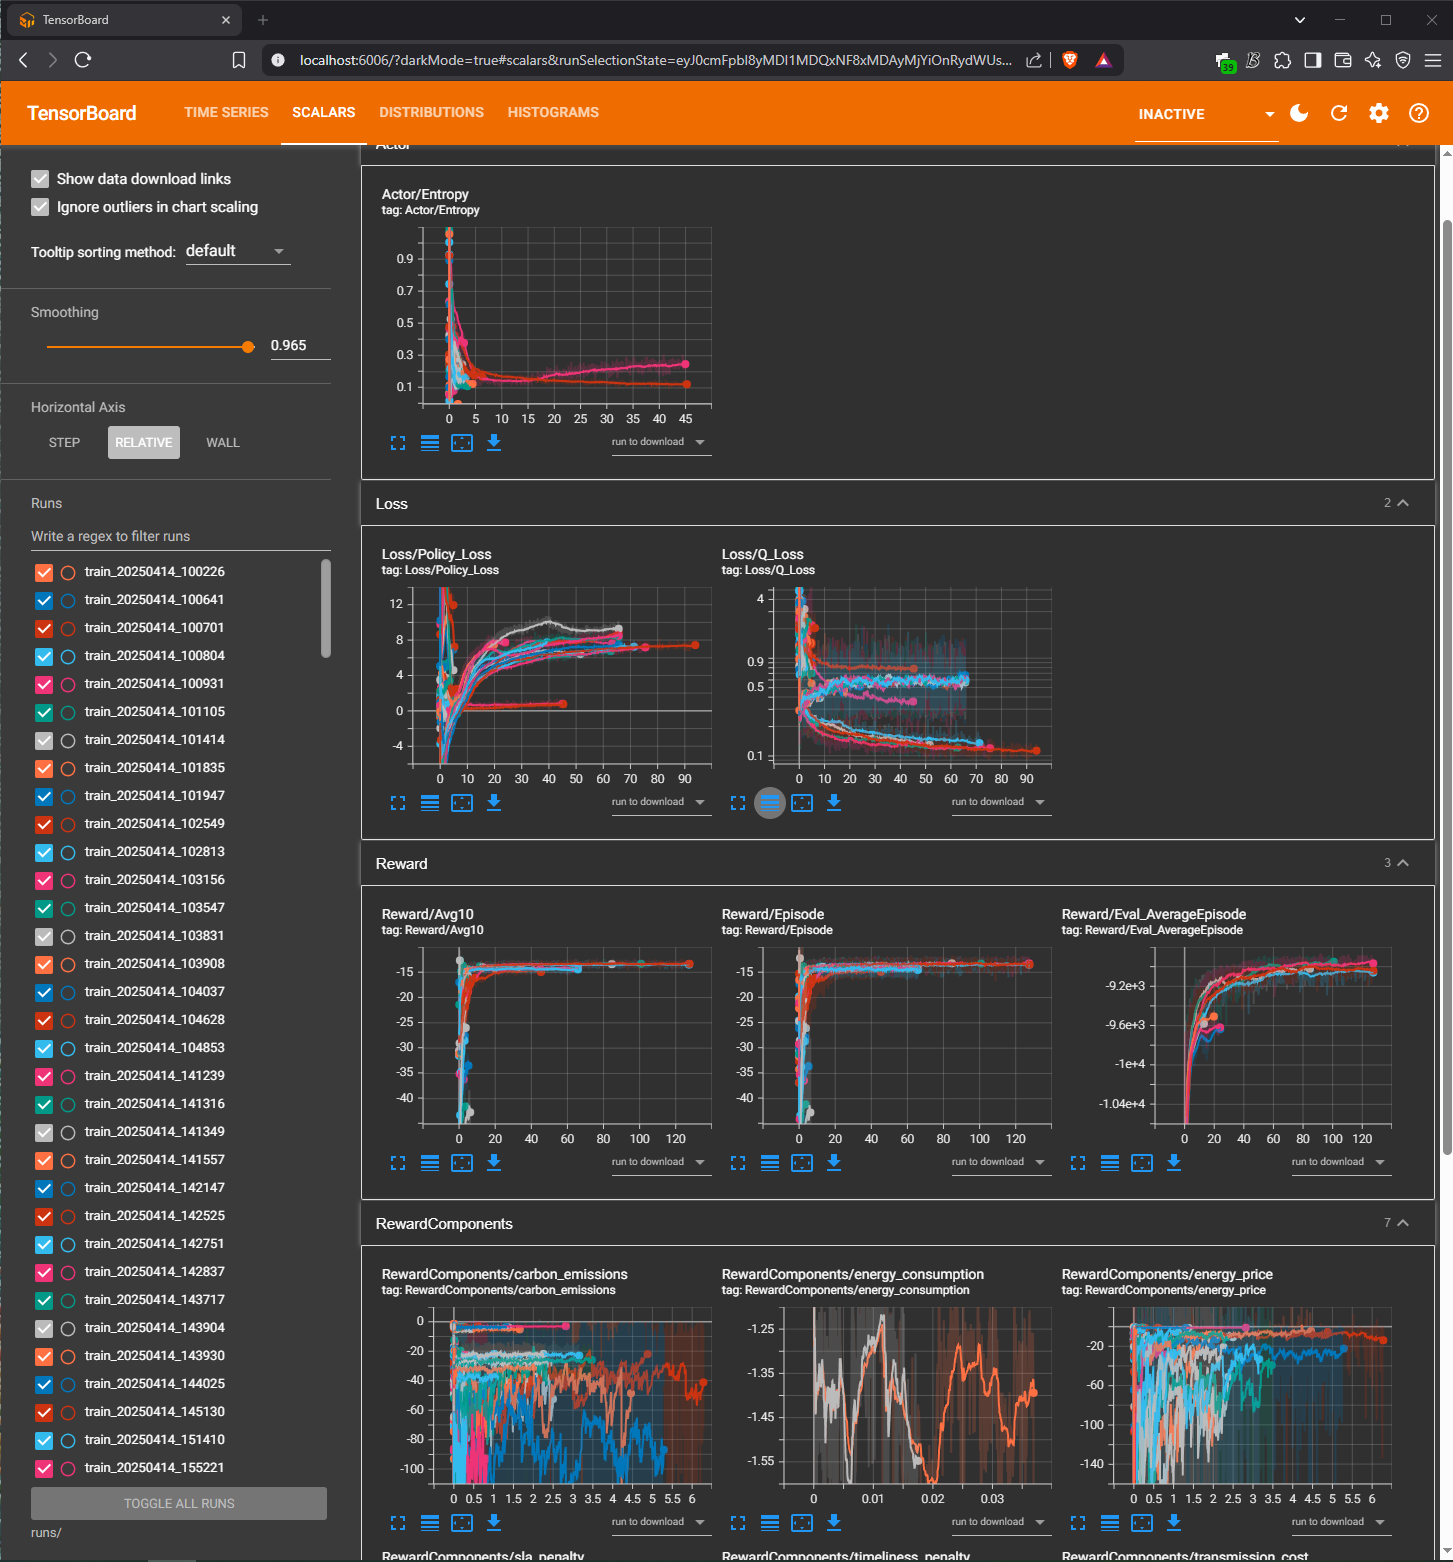 TensorBoard
localhost:6006/?darkMode=true#scalars&runSelectionState=eyJ0cmFpbl8yMDI1MDQxNF8xMDAyMjYiOnRydWUs...
39
TensorBoard
TIME SERIES
SCALARS
DISTRIBUTIONS
HISTOGRAMS
INACTIVE
Show data download links
Ignore outliers in chart scaling
Tooltip sorting method: default
Smoothing
0.965
Horizontal Axis
STEP
RELATIVE
WALL
Runs
Write a regex to filter runs
train_20250414_100226
train_20250414_100641
train_20250414_100701
train_20250414_100804
train_20250414_100931
train_20250414_101105
train_20250414_101414
train_20250414_101835
train_20250414_101947
train_20250414_102549
train_20250414_102813
train_20250414_103156
train_20250414_103547
train_20250414_103831
train_20250414_103908
train_20250414_104037
train_20250414_104628
train_20250414_104853
train_20250414_141239
train_20250414_141316
train_20250414_141349
train_20250414_141557
train_20250414_142147
train_20250414_142525
train_20250414_142751
train_20250414_142837
train_20250414_143717
train_20250414_143904
train_20250414_143930
train_20250414_144025
train_20250414_145130
train_20250414_151410
train_20250414_155221
TOGGLE ALL RUNS
runs/
Actor
Actor/Entropy
tag: Actor/Entropy
0.9
0.7
0.5
0.3
0.1
0 5 10 15 20 25 30 35 40 45
run to download
Loss
2
Loss/Policy_Loss
tag: Loss/Policy_Loss
12
8
4
0
-4
0 10 20 30 40 50 60 70 80 90
run to download
Loss/Q_Loss
tag: Loss/Q_Loss
4
0.9
0.5
0.1
0 10 20 30 40 50 60 70 80 90
run to download
Reward
3
Reward/Avg10
tag: Reward/Avg10
-15
-20
-25
-30
-35
-40
0 20 40 60 80 100 120
run to download
Reward/Episode
tag: Reward/Episode
-15
-20
-25
-30
-35
-40
0 20 40 60 80 100 120
run to download
Reward/Eval_AverageEpisode
tag: Reward/Eval_AverageEpisode
-9.2e+3
-9.6e+3
-1e+4
-1.04e+4
0 20 40 60 80 100 120
run to download
RewardComponents
7
RewardComponents/carbon_emissions
tag: RewardComponents/carbon_emissions
0
-20
-40
-60
-80
-100
0 0.5 1 1.5 2 2.5 3 3.5 4 4.5 5 5.5 6
run to download
RewardComponents/energy_consumption
tag: RewardComponents/energy_consumption
-1.25
-1.35
-1.45
-1.55
0 0.01 0.02 0.03
run to download
RewardComponents/energy_price
tag: RewardComponents/energy_price
-20
-60
-100
-140
0 0.5 1 1.5 2 2.5 3 3.5 4 4.5 5 5.5 6
run to download
RewardComponents/sla_penalty
RewardComponents/timeliness_penalty
RewardComponents/transmission_cost